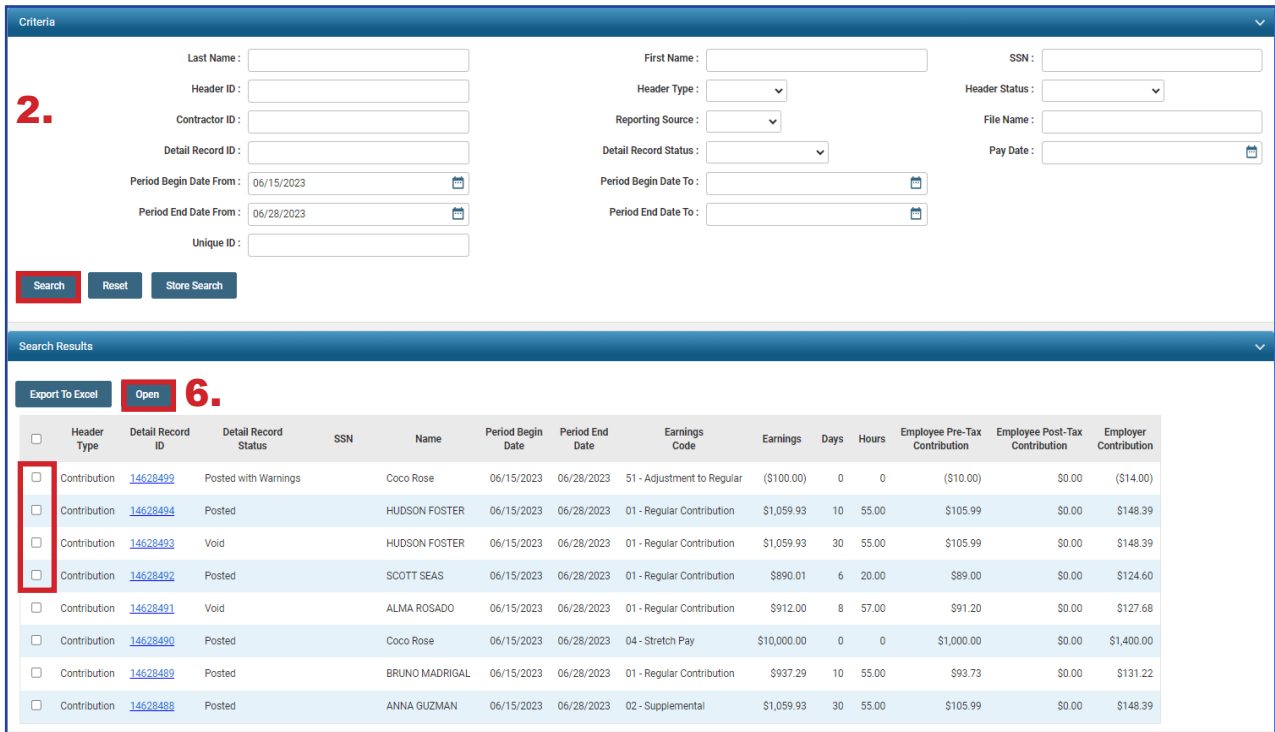 Criteria
Last Name : First Name : SSN :
Header ID : Header Type : Header Status :
2.
Contractor ID : Reporting Source : File Name :
Detail Record ID : Detail Record Status : Pay Date :
Period Begin Date From : 06/15/2023 Period Begin Date To :
Period End Date From : 06/28/2023 Period End Date To :
Unique ID :
Search Reset Store Search
Search Results
Export To Excel Open 6.
Header Type Detail Record ID Detail Record Status SSN Name Period Begin Date Period End Date Earnings Code Earnings Days Hours Employee Pre-Tax Contribution Employee Post-Tax Contribution Employer Contribution
Contribution 14628499 Posted with Warnings Coco Rose 06/15/2023 06/28/2023 51 - Adjustment to Regular ($100.00) 0 0 ($10.00) $0.00 ($14.00)
Contribution 14628494 Posted HUDSON FOSTER 06/15/2023 06/28/2023 01 - Regular Contribution $1,059.93 10 55.00 $105.99 $0.00 $148.39
Contribution 14628493 Void HUDSON FOSTER 06/15/2023 06/28/2023 01 - Regular Contribution $1,059.93 30 55.00 $105.99 $0.00 $148.39
Contribution 14628492 Posted SCOTT SEAS 06/15/2023 06/28/2023 01 - Regular Contribution $890.01 6 20.00 $89.00 $0.00 $124.60
Contribution 14628491 Void ALMA ROSADO 06/15/2023 06/28/2023 01 - Regular Contribution $912.00 8 57.00 $91.20 $0.00 $127.68
Contribution 14628490 Posted Coco Rose 06/15/2023 06/28/2023 04 - Stretch Pay $10,000.00 0 0 $1,000.00 $0.00 $1,400.00
Contribution 14628489 Posted BRUNO MADRIGAL 06/15/2023 06/28/2023 01 - Regular Contribution $937.29 10 55.00 $93.73 $0.00 $131.22
Contribution 14628488 Posted ANNA GUZMAN 06/15/2023 06/28/2023 02 - Supplemental $1,059.93 30 55.00 $105.99 $0.00 $148.39